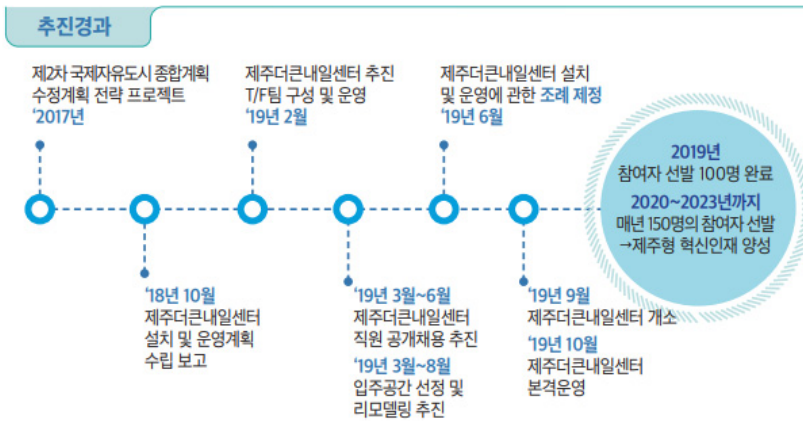 추진경과
제2차 국제자유도시 종합계획
수정계획 전략 프로젝트
‘2017년
제주더큰내일센터 추진
T/F팀 구성 및 운영
‘19년 2월
제주더큰내일센터 설치
및 운영에 관한 조례 제정
‘19년 6월
2019년
참여자 선발 100명 완료
2020~2023년까지
매년 150명의 참여자 선발
→제주형 혁신인재 양성
‘18년 10월
제주더큰내일센터
설치 및 운영계획
수립 보고
‘19년 3월~6월
제주더큰내일센터
직원 공개채용 추진
‘19년 3월~8월
입주공간 선정 및
리모델링 추진
‘19년 9월
제주더큰내일센터 개소
‘19년 10월
제주더큰내일센터
본격운영